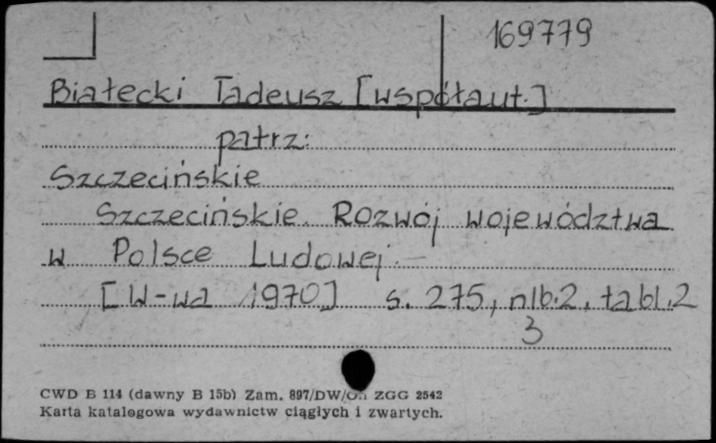 169779
Białecki Tadeusz [współaut.]
patrz:
Szczecińskie
Szczecińskie. Rozwój województwa
w Polsce Ludowej.-
[W-wa 1970] s. 275, nlb.2, tabl.2
3
CWD B 114 (dawny B 15b) Zam. 897/DW/ ZGG 2542
Karta katalogowa wydawnictw ciągłych i zwartych.